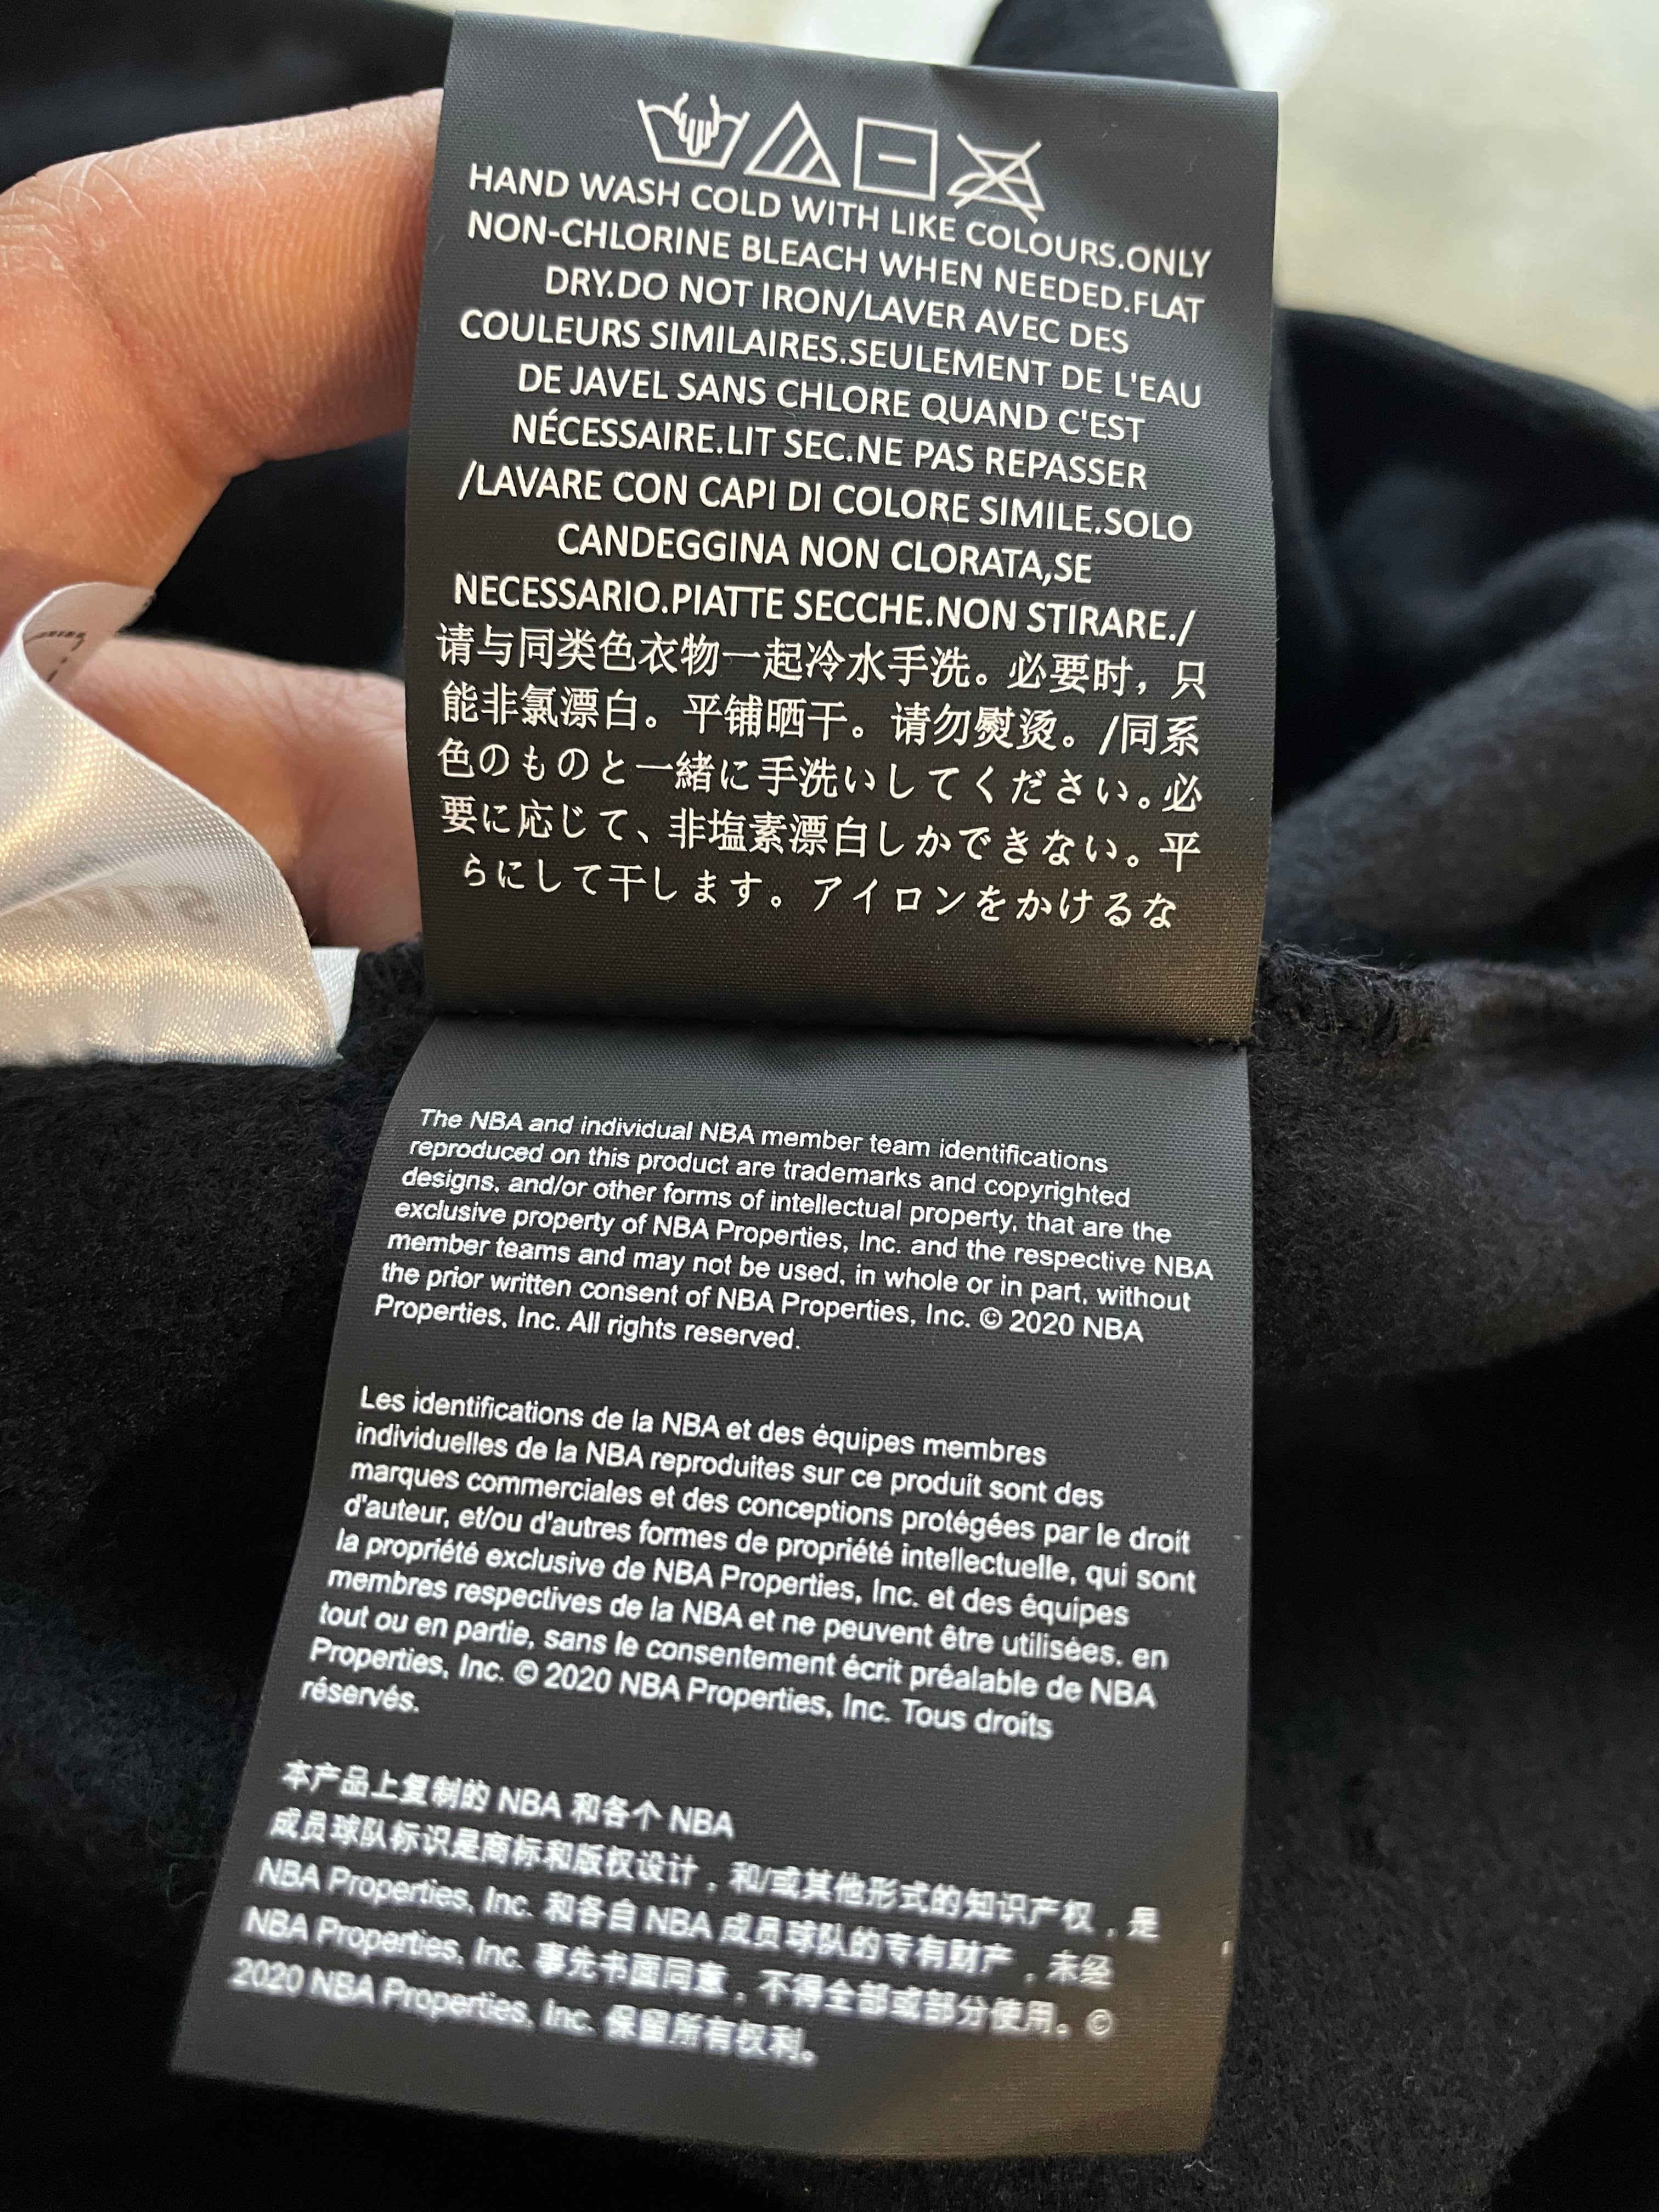 HAND WASH COLD WITH LIKE COLOURS.ONLY
NON-CHLORINE BLEACH WHEN NEEDED.FLAT
DRY.DO NOT IRON/LAVER AVEC DES
COULEURS SIMILAIRES.SEULEMENT DE L'EAU
DE JAVEL SANS CHLORE QUAND C'EST
NÉCESSAIRE.LIT SEC.NE PAS REPASSER
/LAVARE CON CAPI DI COLORE SIMILE.SOLO
CANDEGGINA NON CLORATA,SE
NECESSARIO.PIATTE SECCHE.NON STIRARE./
请与同类色衣物一起冷水手洗。必要时，只
能非氯漂白。平铺晒干。请勿熨烫。/同系
色のものと一緒に手洗いしてください。必
要に応じて、非塩素漂白しかできない。平
らにして干します。アイロンをかけるな
The NBA and individual NBA member team identifications
reproduced on this product are trademarks and copyrighted
designs, and/or other forms of intellectual property, that are the
exclusive property of NBA Properties, Inc. and the respective NBA
member teams and may not be used, in whole or in part, without
the prior written consent of NBA Properties, Inc. © 2020 NBA
Properties, Inc. All rights reserved.
Les identifications de la NBA et des équipes membres
individuelles de la NBA reproduites sur ce produit sont des
marques commerciales et des conceptions protégées par le droit
d'auteur, et/ou d'autres formes de propriété intellectuelle, qui sont
la propriété exclusive de NBA Properties, Inc. et des équipes
membres respectives de la NBA et ne peuvent être utilisées, en
tout ou en partie, sans le consentement écrit préalable de NBA
Properties, Inc. © 2020 NBA Properties, Inc. Tous droits
réservés.
本产品上复制的 NBA 和各个 NBA
成员球队标识是商标和版权设计，和/或其他形式的知识产权，是
NBA Properties, Inc. 和各自 NBA 成员球队的专有财产，未经
NBA Properties, Inc. 事先书面同意，不得全部或部分使用。©
2020 NBA Properties, Inc. 保留所有权利。